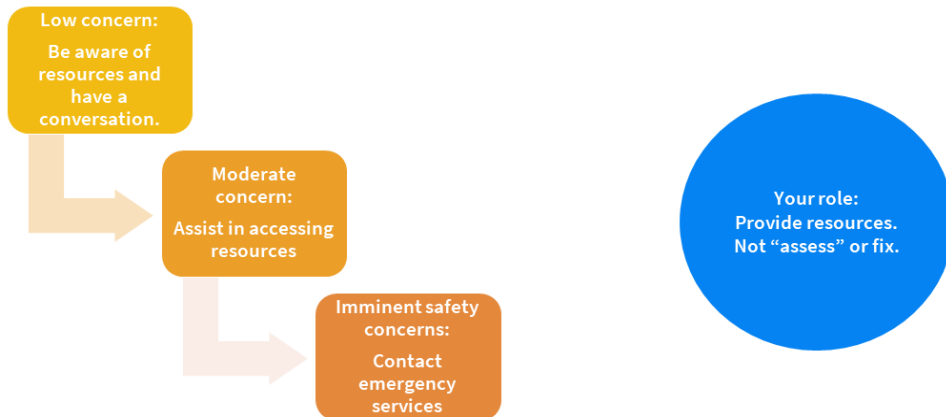 Low concern:
Be aware of
resources and
have a
conversation.
Moderate
concern:
Assist in accessing
resources
Imminent safety
concerns:
Contact
emergency
services
Your role:
Provide resources.
Not “assess” or fix.